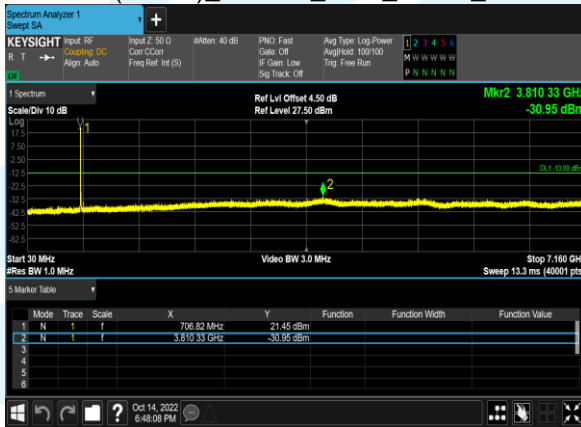 Spectrum Analyzer 1
Swept SA
+
KEYSIGHT Input: RF Input Z: 50 Ω #Atten: 40 dB PNO: Fast Avg Type: Log-Power 1 2 3 4 5 6
R T Coupling: DC Corr CCorr Gate: Off Avg|Hold: 100/100 M W W W W W
Align: Auto Freq Ref: Int (S) IF Gain: Low Trig: Free Run
Sig Track: Off P N N N N N
1 Spectrum Ref Lvl Offset 4.50 dB Mkr2 3.810 33 GHz
Scale/Div 10 dB Ref Level 27.50 dBm -30.95 dBm
Log
17.5
7.50
-2.50
-12.5
-22.5
-32.5
-42.5
-52.5
-62.5
1
2
DL1 -13.00 dBm
Start 30 MHz Video BW 3.0 MHz Stop 7.160 GH
#Res BW 1.0 MHz Sweep 13.3 ms (40001 pts
5 Marker Table
Mode Trace Scale X Y Function Function Width Function Value
1 N 1 f 706.82 MHz 21.45 dBm
2 N 1 f 3.810 33 GHz -30.95 dBm
3
4
5
6
? Oct 14, 2022
6:48:08 PM